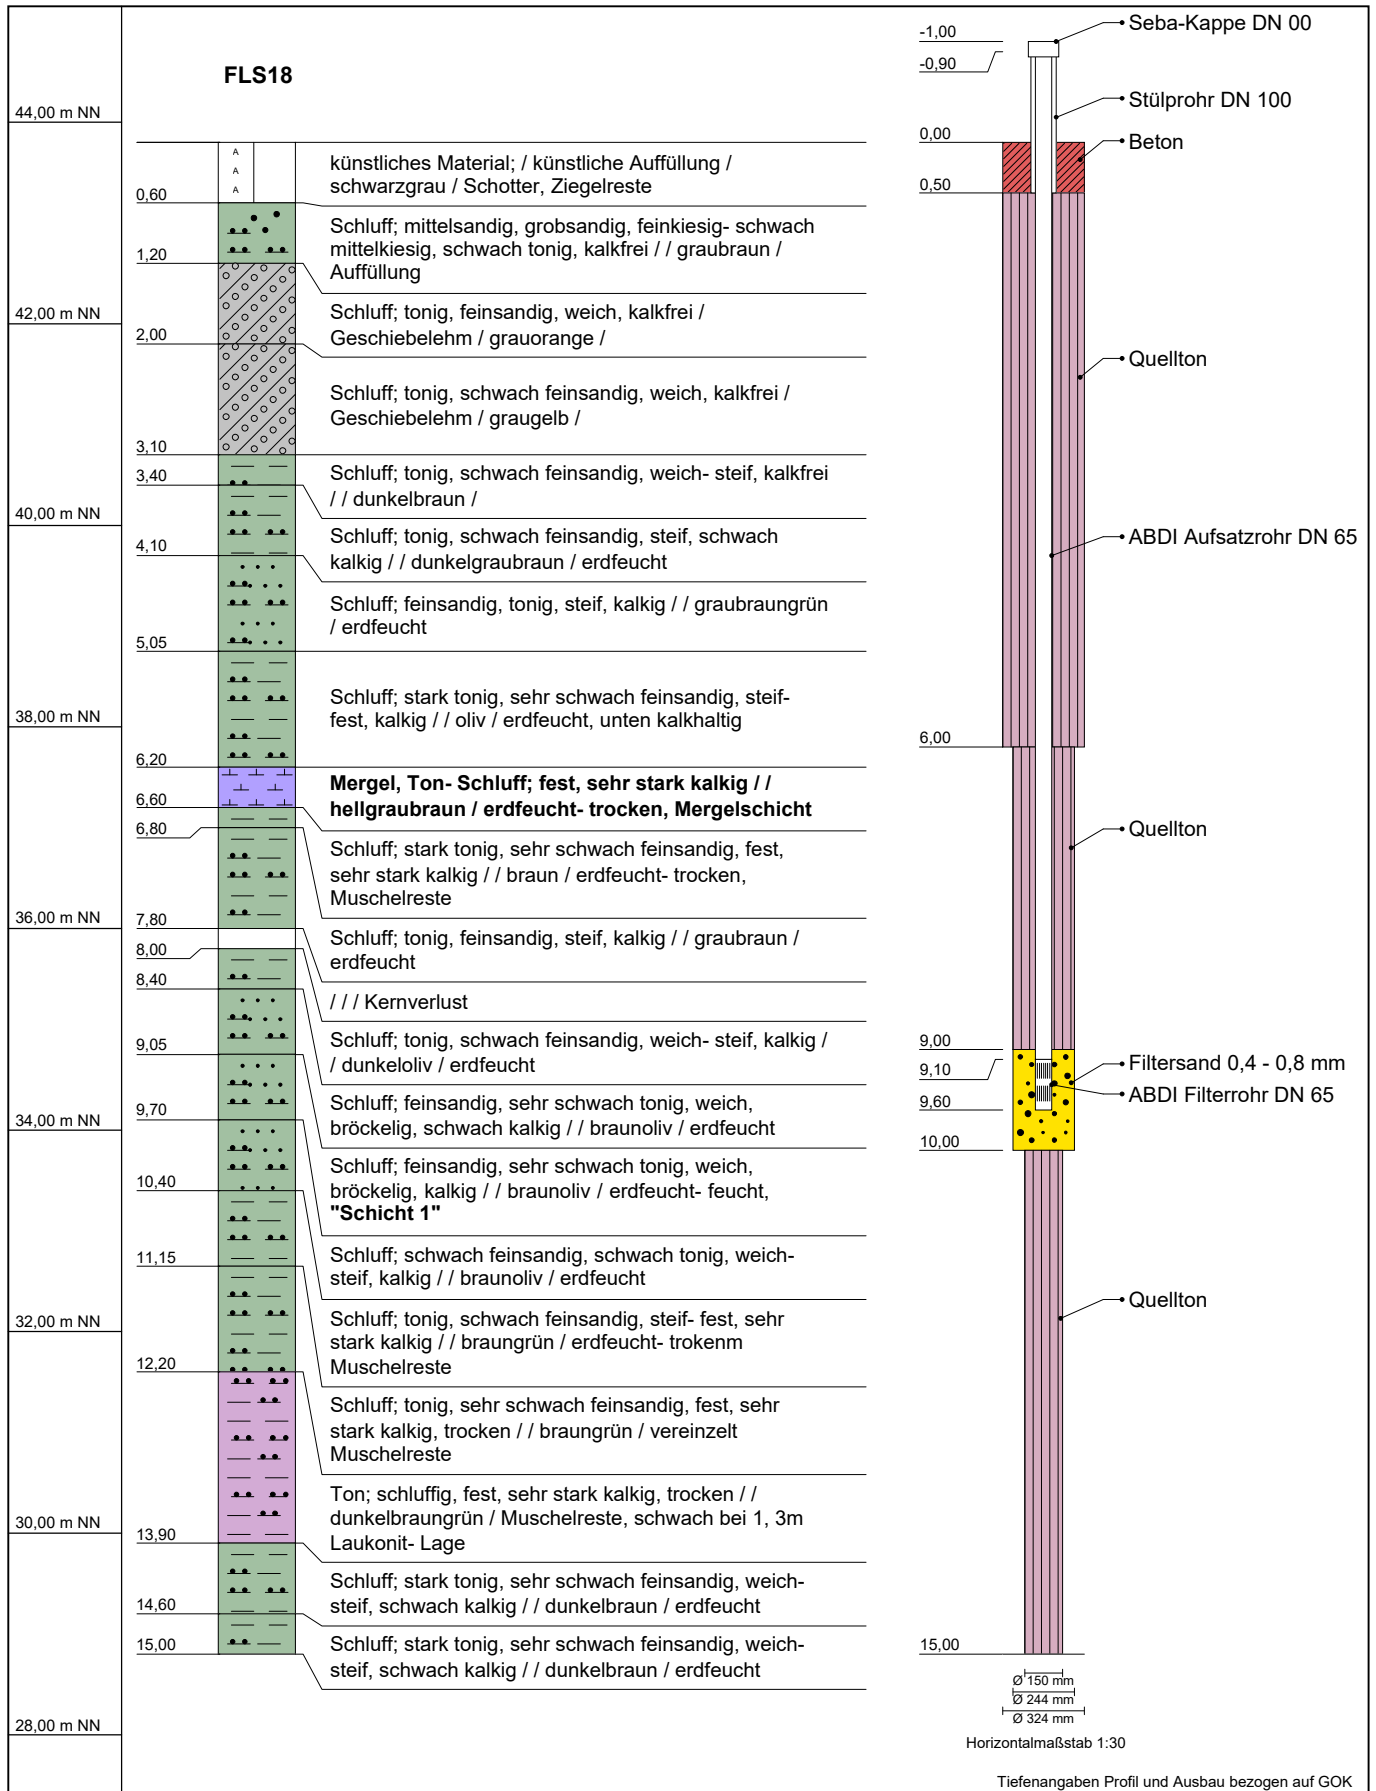 FLS18
44,00 m NN
42,00 m NN
40,00 m NN
38,00 m NN
36,00 m NN
34,00 m NN
32,00 m NN
30,00 m NN
28,00 m NN
A
A
A
0,60
1,20
2,00
3,10
3,40
4,10
5,05
6,20
6,60
6,80
7,80
8,00
8,40
9,05
9,70
10,40
11,15
12,20
13,90
14,60
15,00
künstliches Material; / künstliche Auffüllung /
schwarzgrau / Schotter, Ziegelreste
Schluff; mittelsandig, grobsandig, feinkiesig- schwach
mittelkiesig, schwach tonig, kalkfrei / / graubraun /
Auffüllung
Schluff; tonig, feinsandig, weich, kalkfrei /
Geschiebelehm / grauorange /
Schluff; tonig, schwach feinsandig, weich, kalkfrei /
Geschiebelehm / graugelb /
Schluff; tonig, schwach feinsandig, weich- steif, kalkfrei
/ / dunkelbraun /
Schluff; tonig, schwach feinsandig, steif, schwach
kalkig / / dunkelgraubraun / erdfeucht
Schluff; feinsandig, tonig, steif, kalkig / / graubraungrün
/ erdfeucht
Schluff; stark tonig, sehr schwach feinsandig, steif-
fest, kalkig / / oliv / erdfeucht, unten kalkhaltig
Mergel, Ton- Schluff; fest, sehr stark kalkig / /
hellgraubraun / erdfeucht- trocken, Mergelschicht
Schluff; stark tonig, sehr schwach feinsandig, fest,
sehr stark kalkig / / braun / erdfeucht- trocken,
Muschelreste
Schluff; tonig, feinsandig, steif, kalkig / / graubraun /
erdfeucht
/ / / Kernverlust
Schluff; tonig, schwach feinsandig, weich- steif, kalkig /
/ dunkeloliv / erdfeucht
Schluff; feinsandig, sehr schwach tonig, weich,
bröckelig, schwach kalkig / / braunoliv / erdfeucht
Schluff; feinsandig, sehr schwach tonig, weich,
bröckelig, kalkig / / braunoliv / erdfeucht- feucht,
"Schicht 1"
Schluff; schwach feinsandig, schwach tonig, weich-
steif, kalkig / / braunoliv / erdfeucht
Schluff; tonig, schwach feinsandig, steif- fest, sehr
stark kalkig / / braungrün / erdfeucht- trokenm
Muschelreste
Schluff; tonig, sehr schwach feinsandig, fest, sehr
stark kalkig, trocken / / braungrün / vereinzelt
Muschelreste
Ton; schluffig, fest, sehr stark kalkig, trocken / /
dunkelbraungrün / Muschelreste, schwach bei 1, 3m
Laukonit- Lage
Schluff; stark tonig, sehr schwach feinsandig, weich-
steif, schwach kalkig / / dunkelbraun / erdfeucht
Schluff; stark tonig, sehr schwach feinsandig, weich-
steif, schwach kalkig / / dunkelbraun / erdfeucht
-1,00
-0,90
0,00
0,50
6,00
9,00
9,10
9,60
10,00
15,00
Seba-Kappe DN 00
Stülprohr DN 100
Beton
Quellton
ABDI Aufsatzrohr DN 65
Quellton
Filtersand 0,4 - 0,8 mm
ABDI Filterrohr DN 65
Quellton
Ø 150 mm
Ø 244 mm
Ø 324 mm
Horizontalmaßstab 1:30
Tiefenangaben Profil und Ausbau bezogen auf GOK